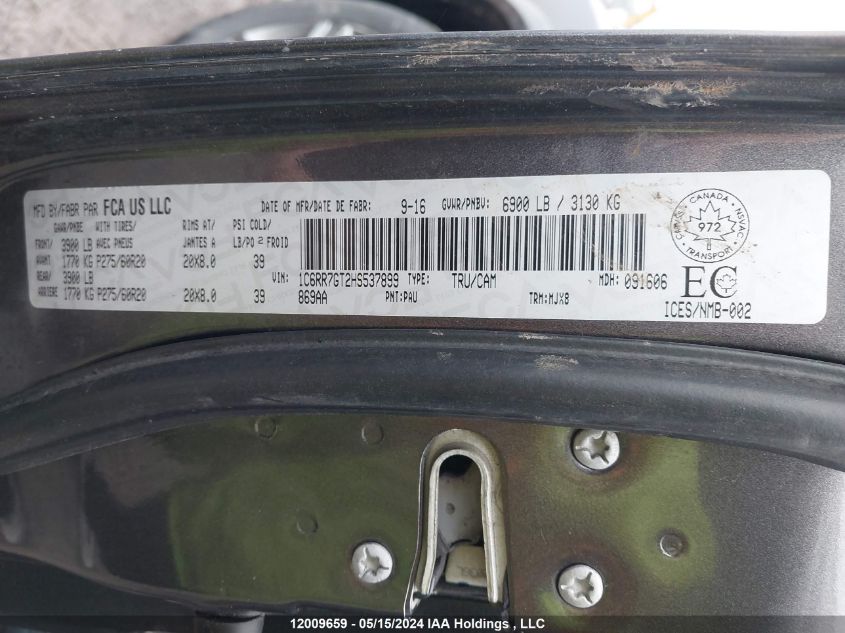 MFD BY/FABR PAR FCA US LLC DATE OF MFR/DATE DE FABR: 9-16 GVWR/PNBV: 6900 LB / 3130 KG
GAWR/PNBE WITH TIRES/ RIMS AT/ PSI COLD/
FRONT/ 3900 LB AVEC PNEUS JANTES A LB/PO 2 FROID
AVANT 1770 KG P275/60R20 20X8.0 39
REAR/ 3900 LB
ARRIERE 1770 KG P275/60R20 20X8.0 39
VIN: 1C6RR7GT2HS537899 TYPE: TRU/CAM MDH: 091606
869AA PNT:PAU TRM:MJX8
CANADA
CMVSS NSVAC
972
TRANSPORT
EC
ICES/NMB-002
12009659 - 05/15/2024 IAA Holdings , LLC